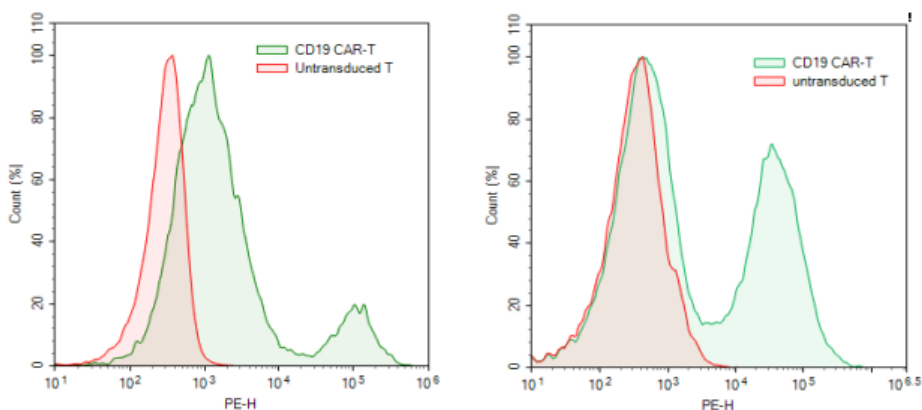 CD19 CAR-T
Untransduced T
Count (%)
110
100
80
60
40
20
0
10^1 10^2 10^3 10^4 10^5 10^6
PE-H
!
CD19 CAR-T
untransduced T
Count (%)
110
100
80
60
40
20
0
10^1 10^2 10^3 10^4 10^5 10^6.5
PE-H